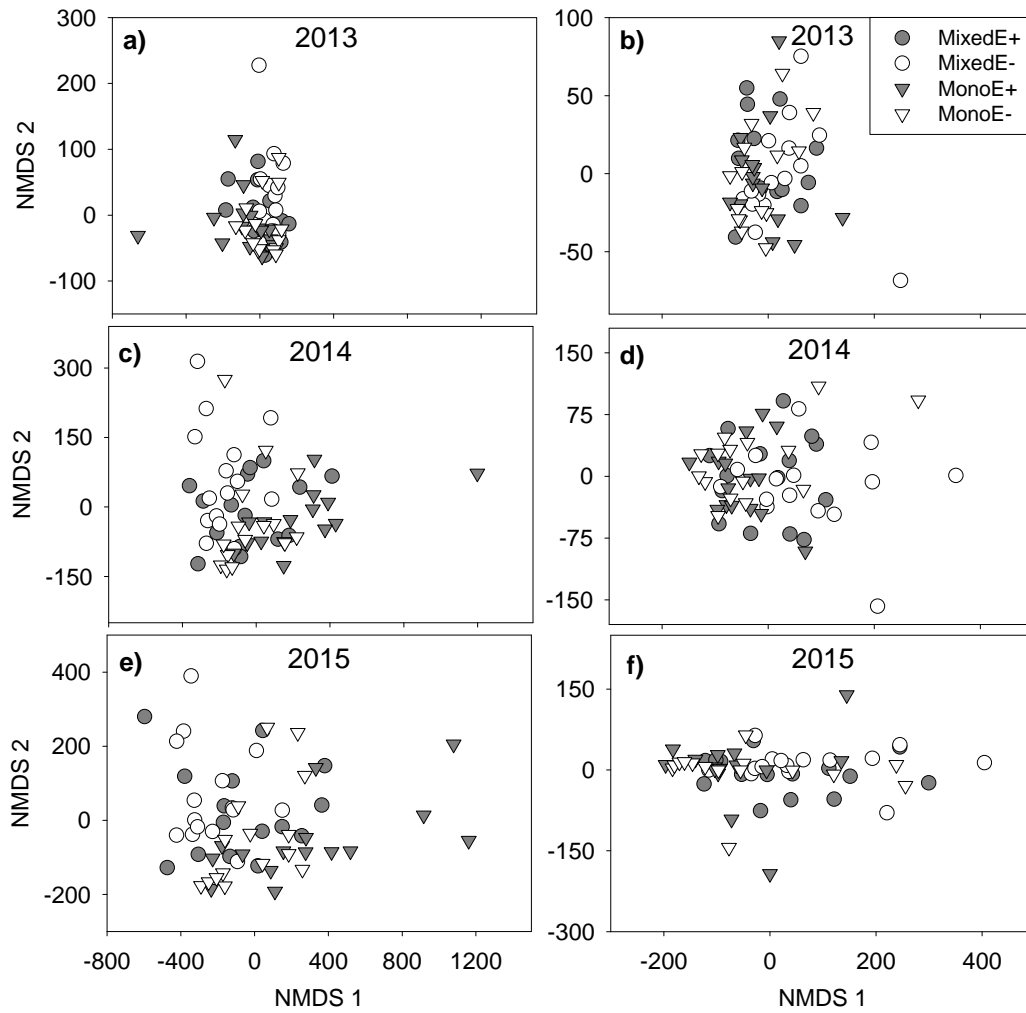 a) 2013
300
200
100
0
-100
NMDS 2
b) 2013
100
50
0
-50
MixedE+
MixedE-
MonoE+
MonoE-
c) 2014
300
150
0
-150
NMDS 2
d) 2014
150
75
0
-75
-150
e) 2015
400
200
0
-200
NMDS 2
-800 -400 0 400 800 1200
NMDS 1
f) 2015
150
0
-150
-300
-200 0 200 400
NMDS 1